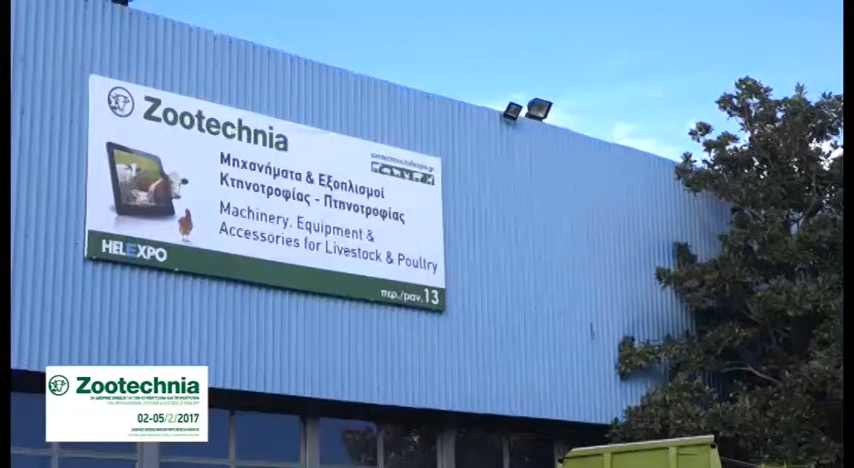 Zootechnia
Μηχανήματα & Εξοπλισμοί
Κτηνοτροφίας - Πτηνοτροφίας
Machinery, Equipment &
Accessories for Livestock and Poultry
HELEXPO
περ./pav. 13
Zootechnia
02-05/2/2017